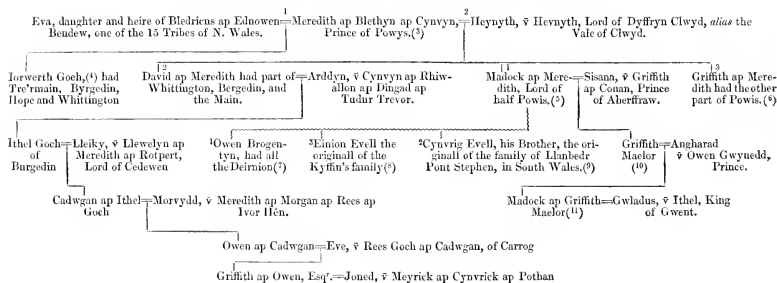 1 2
Eva, daughter and heire of Bledricus ap Ednowen=Meredith ap Blethyn ap Cynvyn,=Heynyth, ṽ Hevnyth, Lord of Dyffryn Clwyd, alias the
Bendew, one of the 15 Tribes of N. Wales. Prince of Powys.(3) Vale of Clwyd.
2 1 3
Iorwerth Goch,(4) had David ap Meredith had part of=Arddyn, ṽ Cynvyn ap Rhiw- Madock ap Mere-=Sisana, ṽ Griffith Griffith ap Mere-
Tre'rmain, Byrgedin, Whittington, Bergedin, and allon ap Dingad ap dith, Lord of ap Conan, Prince dith had the other
Hope and Whittington the Main. Tudur Trevor. half Powis.(5) of Aberffraw. part of Powis.(6)
Ithel Goch=Lleiky, ṽ Llewelyn ap 1Owen Brogen- 3Einion Evell the 2Cynvrig Evell, his Brother, the ori- Griffith=Angharad
of Meredith ap Rotpert, tyn, had all originall of the ginall of the family of Llanbedr Maelor ṽ Owen Gwynedd,
Burgedin Lord of Cedewen the Deirnion(7) Kyffin's family(8) Pont Stephen, in South Wales.(9) (10) Prince.
Cadwgan ap Ithel=Morvydd, ṽ Meredith ap Morgan ap Rees ap Madock ap Griffith=Gwladus, ṽ Ithel, King
Goch Ivor Hên. Maelor(11) of Gwent.
Owen ap Cadwgan=Eve, ṽ Rees Goch ap Cadwgan, of Carrog
Griffith ap Owen, Esqr.=Joned, ṽ Meyrick ap Cynvrick ap Pothan